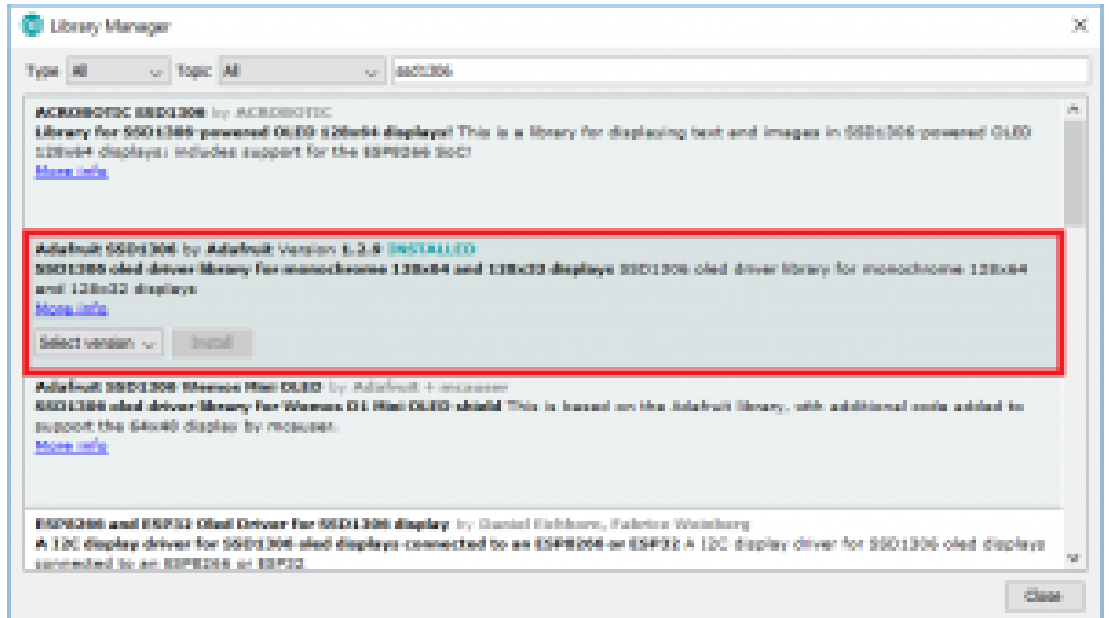 Library Manager
Type All Topic All ssd1306
ACROBOTIC SSD1306 by ACROBOTIC
Library for SSD1306-powered OLED 128x64 displays! This is a library for displaying text and images in SSD1306-powered OLED
128x64 displays; includes support for the ESP8266 SoC!
More info
Adafruit SSD1306 by Adafruit Version INSTALLED
SSD1306 oled driver library for monochrome 128x64 and 128x32 displays SSD1306 oled driver library for monochrome 128x64
and 128x32 displays
More info
Select version Install
Adafruit SSD1306 Wemos Mini OLED by Adafruit + mcauser
SSD1306 oled driver library for Wemos D1 Mini OLED shield This is based on the Adafruit library, with additional code added to
support the 64x48 display by mcauser.
More info
ESP8266 and ESP32 Oled Driver for SSD1306 display by Daniel Eichhorn, Fabrice Weinberg
A I2C display driver for SSD1306 oled displays connected to an ESP8266 or ESP32 A I2C display driver for SSD1306 oled displays
connected to an ESP8266 or ESP32
Close